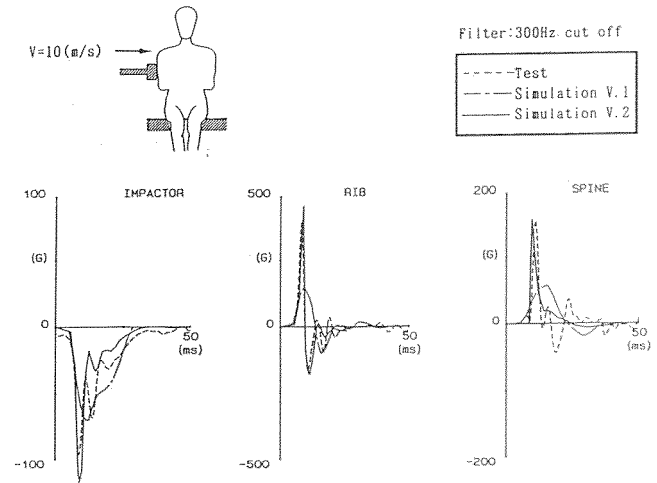 V=10(m/s)
Filter:300Hz cut off
Test
Simulation V.1
Simulation V.2
IMPACTOR
100
(G)
0
50
(ms)
-100
RIB
500
(G)
0
50
(ms)
-500
SPINE
200
(G)
0
50
(ms)
-200